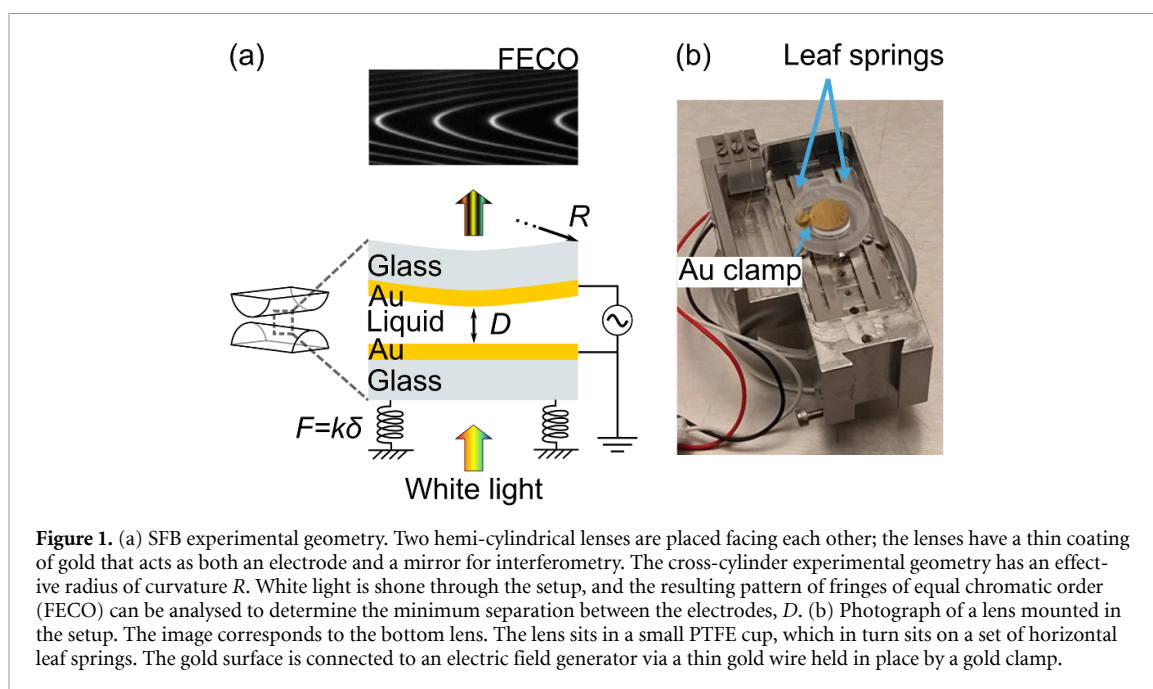 (a)
FECO
R
Glass
Au
Liquid
D
Au
Glass
F=kδ
White light
(b)
Leaf springs
Au clamp
Figure 1. (a) SFB experimental geometry. Two hemi-cylindrical lenses are placed facing each other; the lenses have a thin coating
of gold that acts as both an electrode and a mirror for interferometry. The cross-cylinder experimental geometry has an effect-
ive radius of curvature R. White light is shone through the setup, and the resulting pattern of fringes of equal chromatic order
(FECO) can be analysed to determine the minimum separation between the electrodes, D. (b) Photograph of a lens mounted in
the setup. The image corresponds to the bottom lens. The lens sits in a small PTFE cup, which in turn sits on a set of horizontal
leaf springs. The gold surface is connected to an electric field generator via a thin gold wire held in place by a gold clamp.